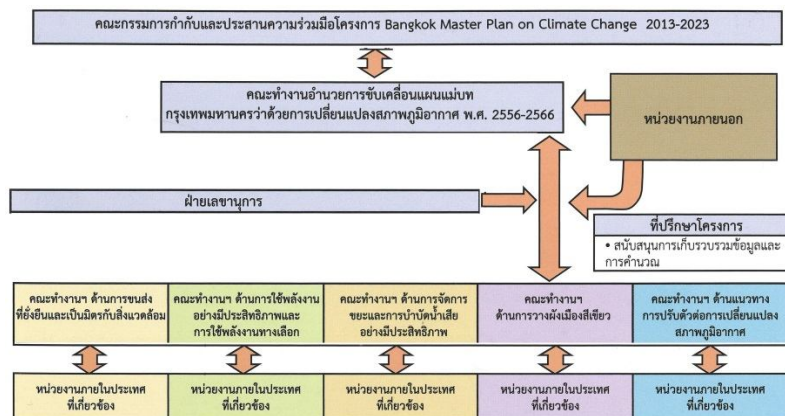 คณะกรรมการกำกับและประสานความร่วมมือโครงการ Bangkok Master Plan on Climate Change 2013-2023
คณะทำงานอำนวยการขับเคลื่อนแผนแม่บท
กรุงเทพมหานครว่าด้วยการเปลี่ยนแปลงสภาพภูมิอากาศ พ.ศ. 2556-2566
หน่วยงานภายนอก
ฝ่ายเลขานุการ
ที่ปรึกษาโครงการ
• สนับสนุนการเก็บรวบรวมข้อมูลและ
การคำนวณ
คณะทำงานฯ ด้านการขนส่ง
ที่ยั่งยืนและเป็นมิตรกับสิ่งแวดล้อม
คณะทำงานฯ ด้านการใช้พลังงาน
อย่างมีประสิทธิภาพและ
การใช้พลังงานทางเลือก
คณะทำงานฯ ด้านการจัดการ
ขยะและการบำบัดน้ำเสีย
อย่างมีประสิทธิภาพ
คณะทำงานฯ
ด้านการวางผังเมืองสีเขียว
คณะทำงานฯ ด้านแนวทาง
การปรับตัวต่อการเปลี่ยนแปลง
สภาพภูมิอากาศ
หน่วยงานภายในประเทศ
ที่เกี่ยวข้อง
หน่วยงานภายในประเทศ
ที่เกี่ยวข้อง
หน่วยงานภายในประเทศ
ที่เกี่ยวข้อง
หน่วยงานภายในประเทศ
ที่เกี่ยวข้อง
หน่วยงานภายในประเทศ
ที่เกี่ยวข้อง